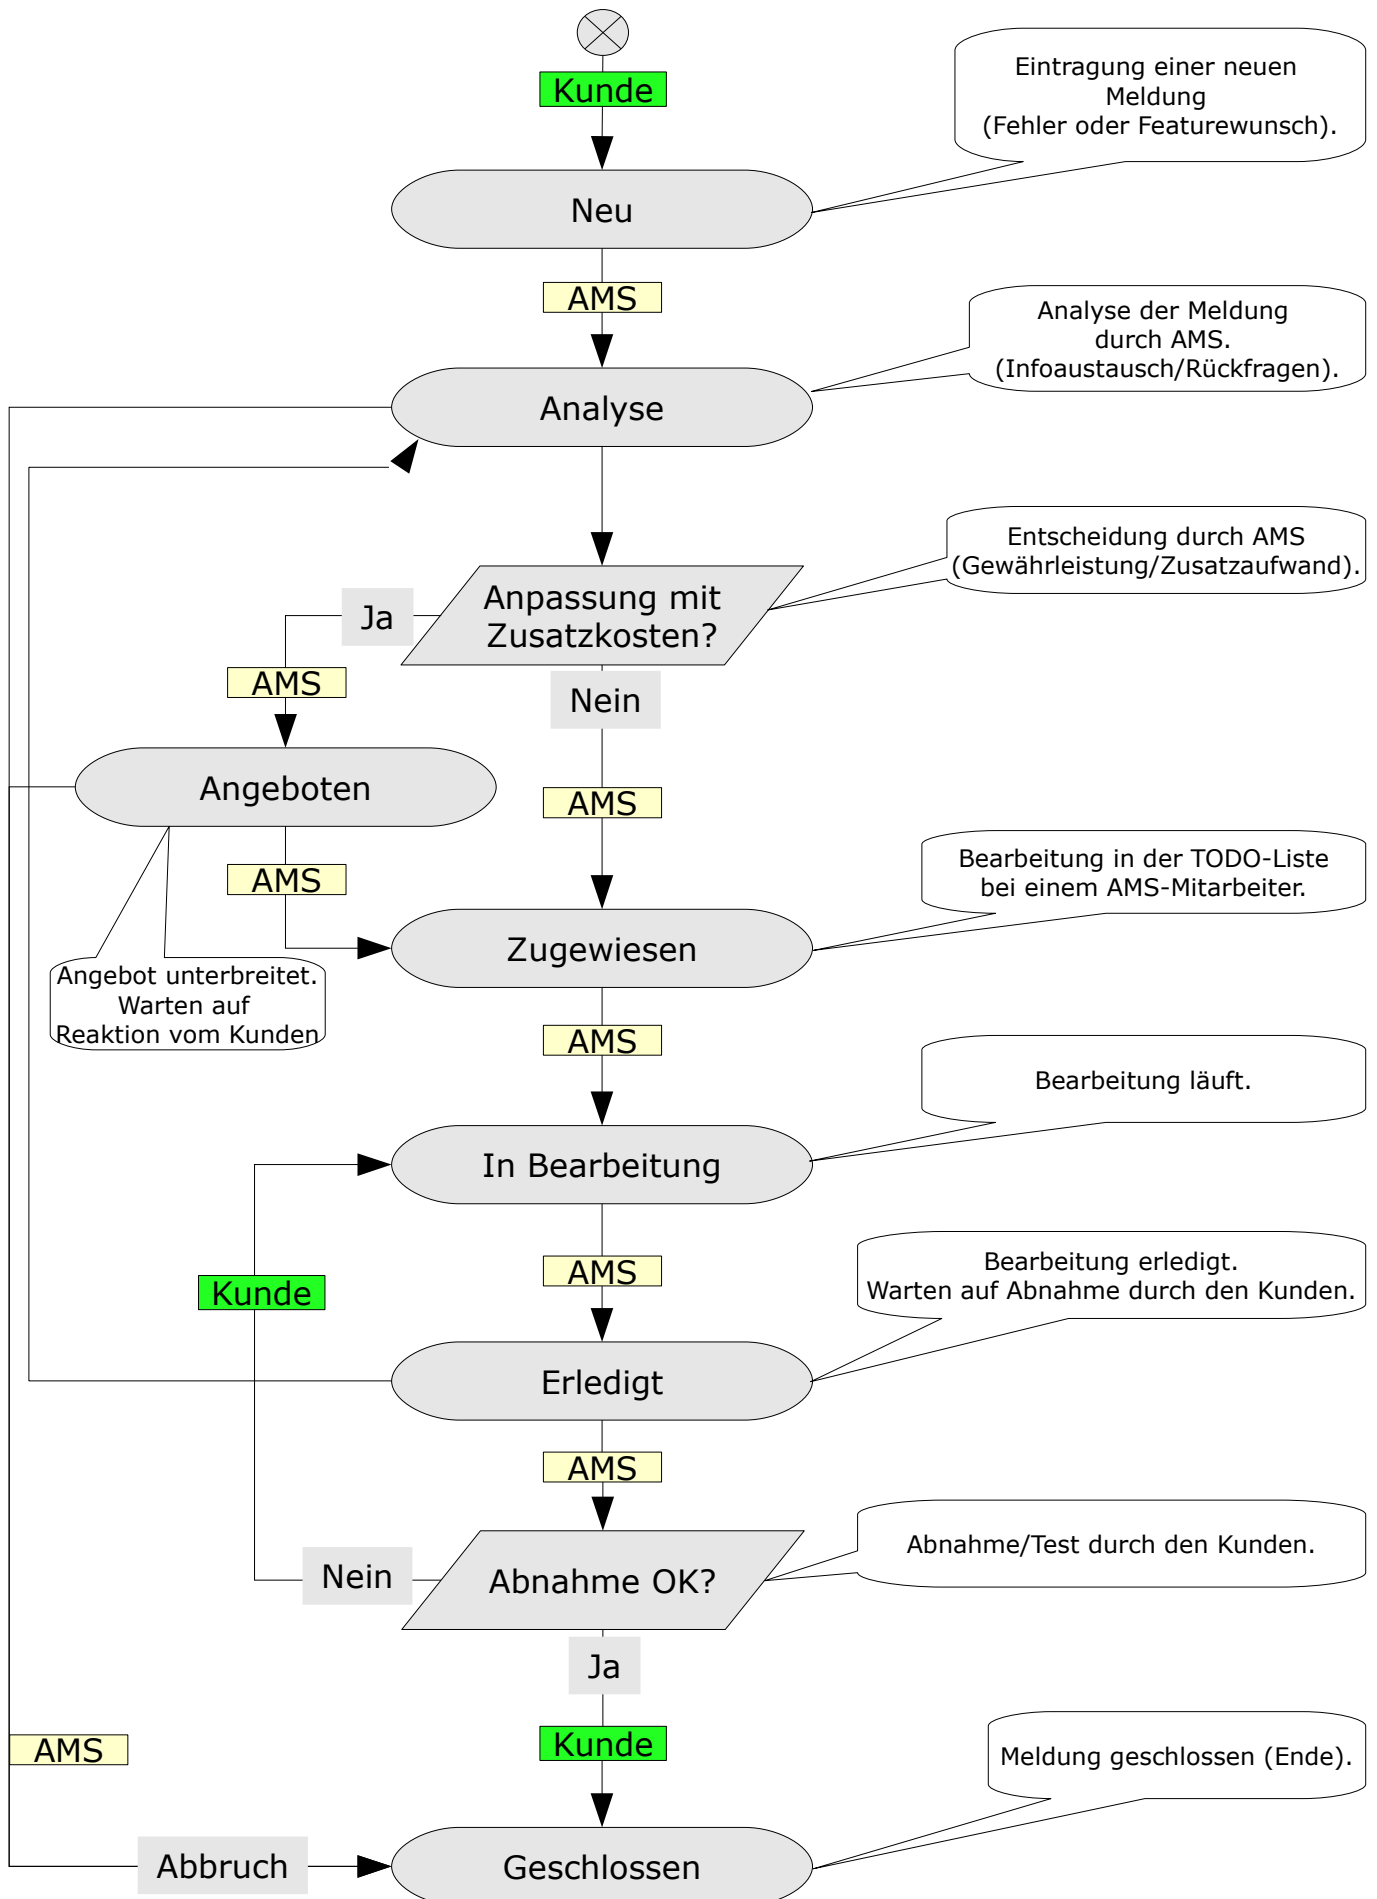 Kunde
Eintragung einer neuen
Meldung
(Fehler oder Featurewunsch).
Neu
AMS
Analyse der Meldung
durch AMS.
(Infoaustausch/Rückfragen).
Analyse
Entscheidung durch AMS
(Gewährleistung/Zusatzaufwand).
Anpassung mit
Zusatzkosten?
Ja
AMS
Nein
Angeboten
AMS
Bearbeitung in der TODO-Liste
bei einem AMS-Mitarbeiter.
AMS
Zugewiesen
Angebot unterbreitet.
Warten auf
Reaktion vom Kunden
AMS
Bearbeitung läuft.
In Bearbeitung
Bearbeitung erledigt.
Warten auf Abnahme durch den Kunden.
AMS
Kunde
Erledigt
AMS
Abnahme/Test durch den Kunden.
Nein
Abnahme OK?
Ja
Kunde
AMS
Meldung geschlossen (Ende).
Abbruch
Geschlossen